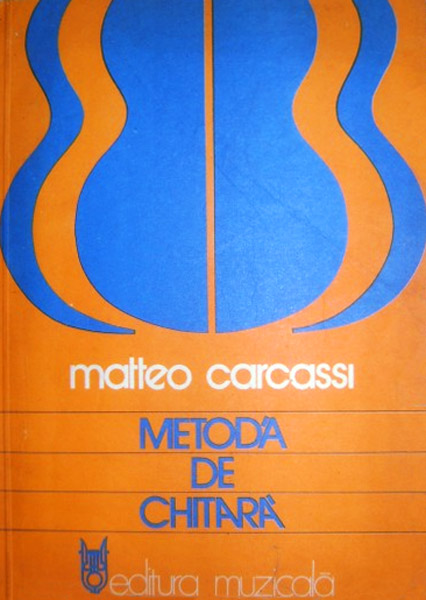 matteo carcassi
METODĂ
DE
CHITARĂ
editura muzicală